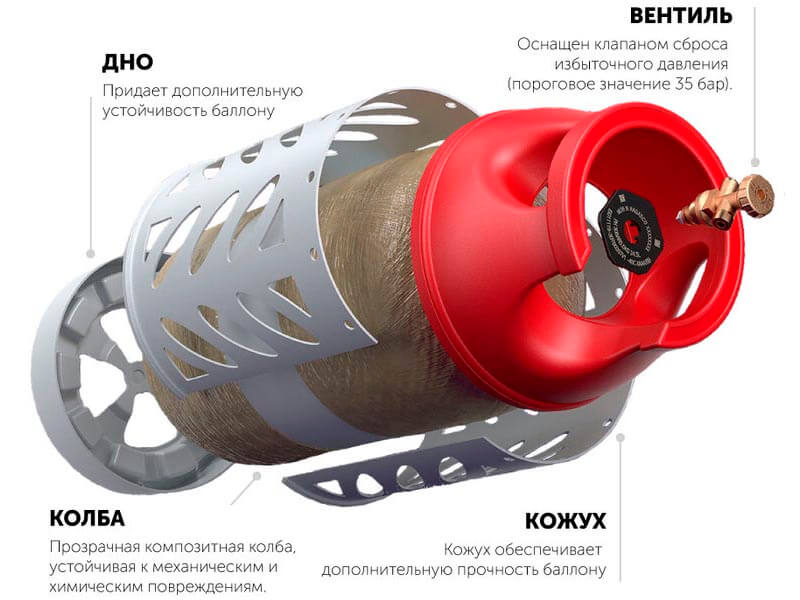 ВЕНТИЛЬ
Оснащен клапаном сброса
избыточного давления
(пороговое значение 35 бар).
ДНО
Придает дополнительную
устойчивость баллону
КОЛБА
Прозрачная композитная колба,
устойчивая к механическим и
химическим повреждениям.
КОЖУХ
Кожух обеспечивает
дополнительную прочность баллону